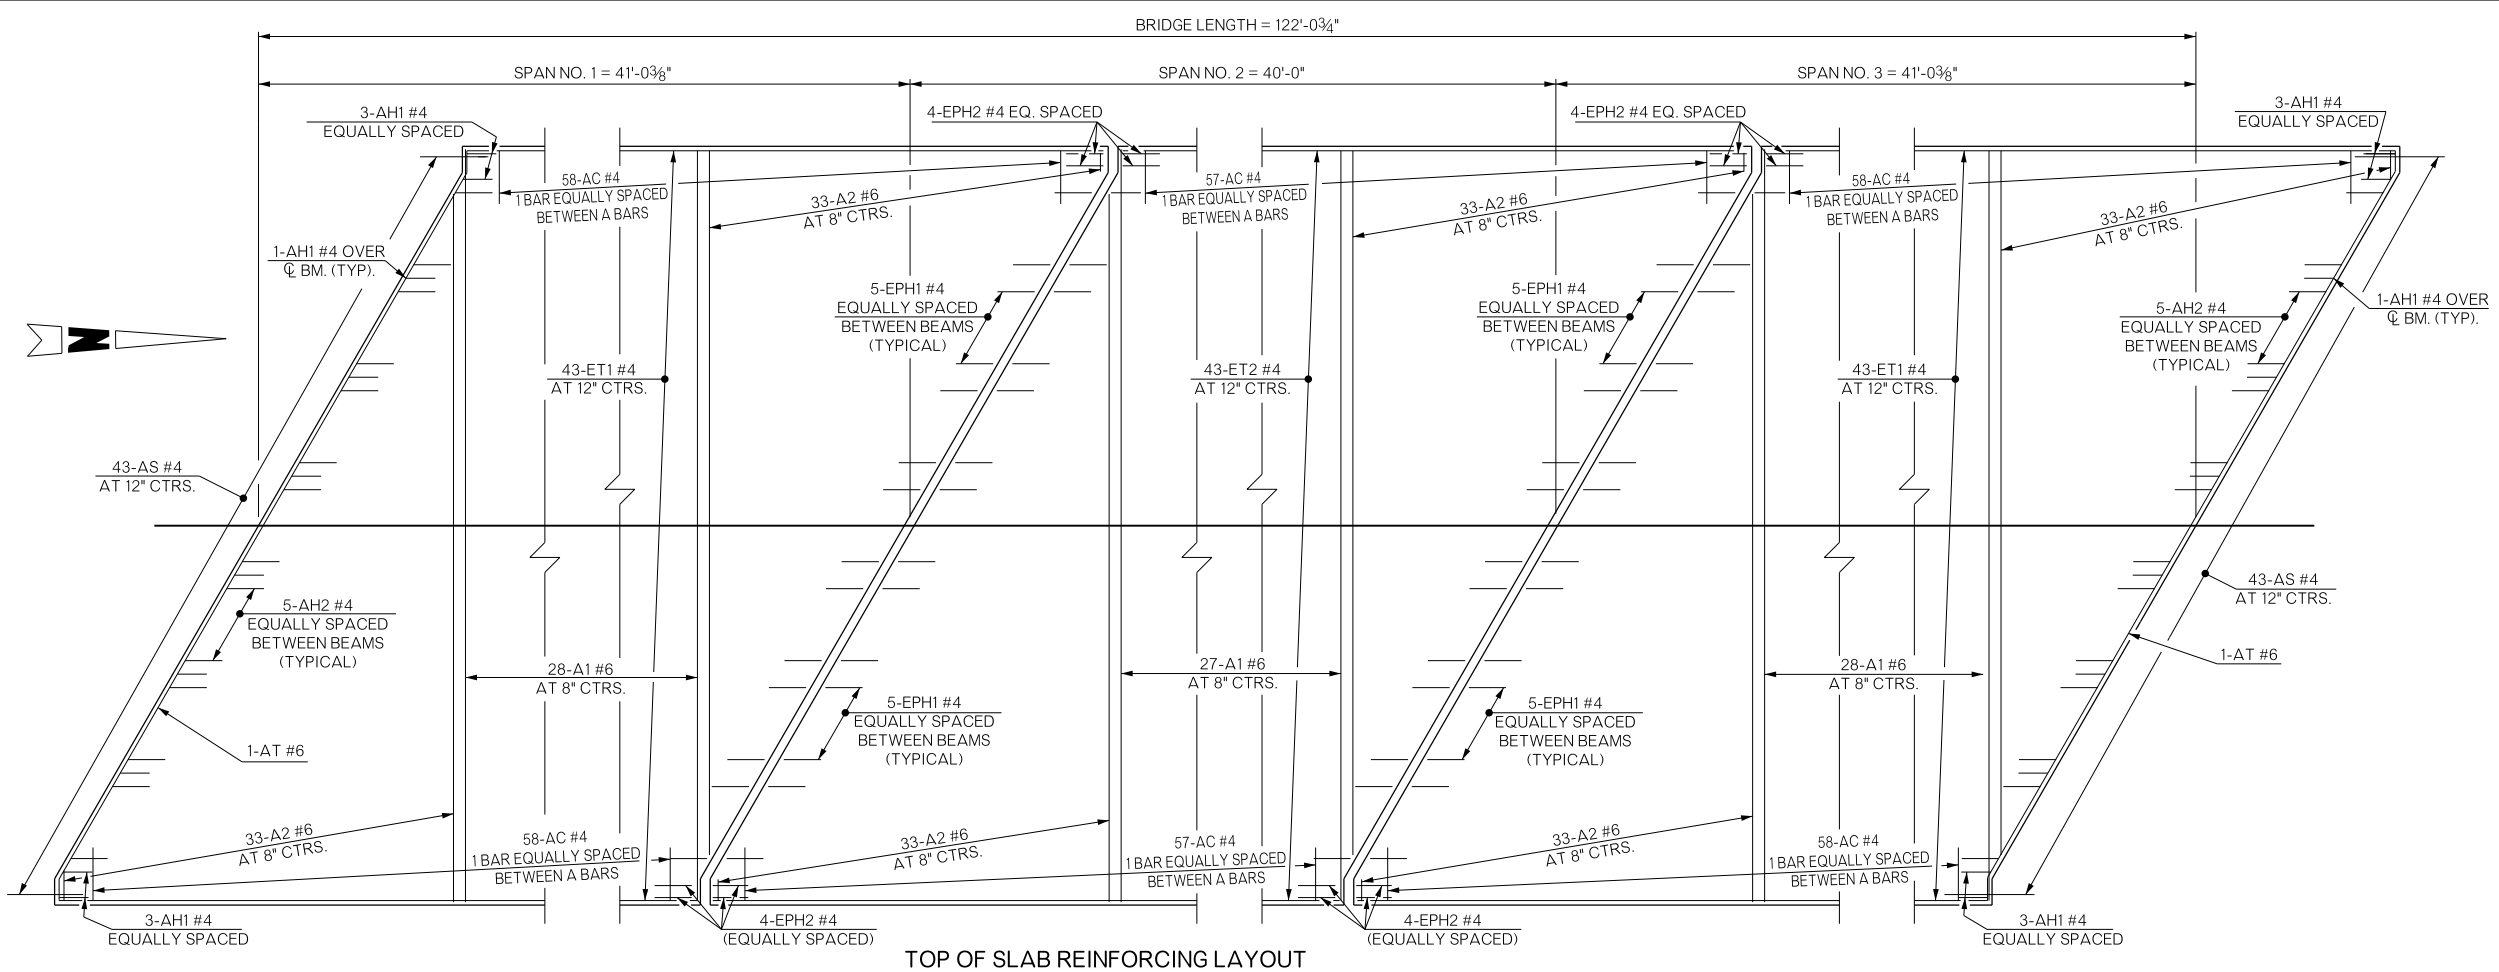 BRIDGE LENGTH = 122'-0¾"
SPAN NO. 1 = 41'-0⅜"
SPAN NO. 2 = 40'-0"
SPAN NO. 3 = 41'-0⅜"
3-AH1 #4
EQUALLY SPACED
4-EPH2 #4 EQ. SPACED
4-EPH2 #4 EQ. SPACED
3-AH1 #4
EQUALLY SPACED
58-AC #4
1 BAR EQUALLY SPACED
BETWEEN A BARS
33-A2 #6
AT 8" CTRS.
57-AC #4
1 BAR EQUALLY SPACED
BETWEEN A BARS
33-A2 #6
AT 8" CTRS.
58-AC #4
1 BAR EQUALLY SPACED
BETWEEN A BARS
33-A2 #6
AT 8" CTRS.
1-AH1 #4 OVER
℄ BM. (TYP).
5-EPH1 #4
EQUALLY SPACED
BETWEEN BEAMS
(TYPICAL)
5-EPH1 #4
EQUALLY SPACED
BETWEEN BEAMS
(TYPICAL)
5-AH2 #4
EQUALLY SPACED
BETWEEN BEAMS
(TYPICAL)
1-AH1 #4 OVER
℄ BM. (TYP).
N
43-ET1 #4
AT 12" CTRS.
43-ET2 #4
AT 12" CTRS.
43-ET1 #4
AT 12" CTRS.
43-AS #4
AT 12" CTRS.
43-AS #4
AT 12" CTRS.
5-AH2 #4
EQUALLY SPACED
BETWEEN BEAMS
(TYPICAL)
28-A1 #6
AT 8" CTRS.
27-A1 #6
AT 8" CTRS.
28-A1 #6
AT 8" CTRS.
1-AT #6
5-EPH1 #4
EQUALLY SPACED
BETWEEN BEAMS
(TYPICAL)
5-EPH1 #4
EQUALLY SPACED
BETWEEN BEAMS
(TYPICAL)
1-AT #6
33-A2 #6
AT 8" CTRS.
58-AC #4
1 BAR EQUALLY SPACED
BETWEEN A BARS
33-A2 #6
AT 8" CTRS.
57-AC #4
1 BAR EQUALLY SPACED
BETWEEN A BARS
33-A2 #6
AT 8" CTRS.
58-AC #4
1 BAR EQUALLY SPACED
BETWEEN A BARS
3-AH1 #4
EQUALLY SPACED
4-EPH2 #4
(EQUALLY SPACED)
4-EPH2 #4
(EQUALLY SPACED)
3-AH1 #4
EQUALLY SPACED
TOP OF SLAB REINFORCING LAYOUT